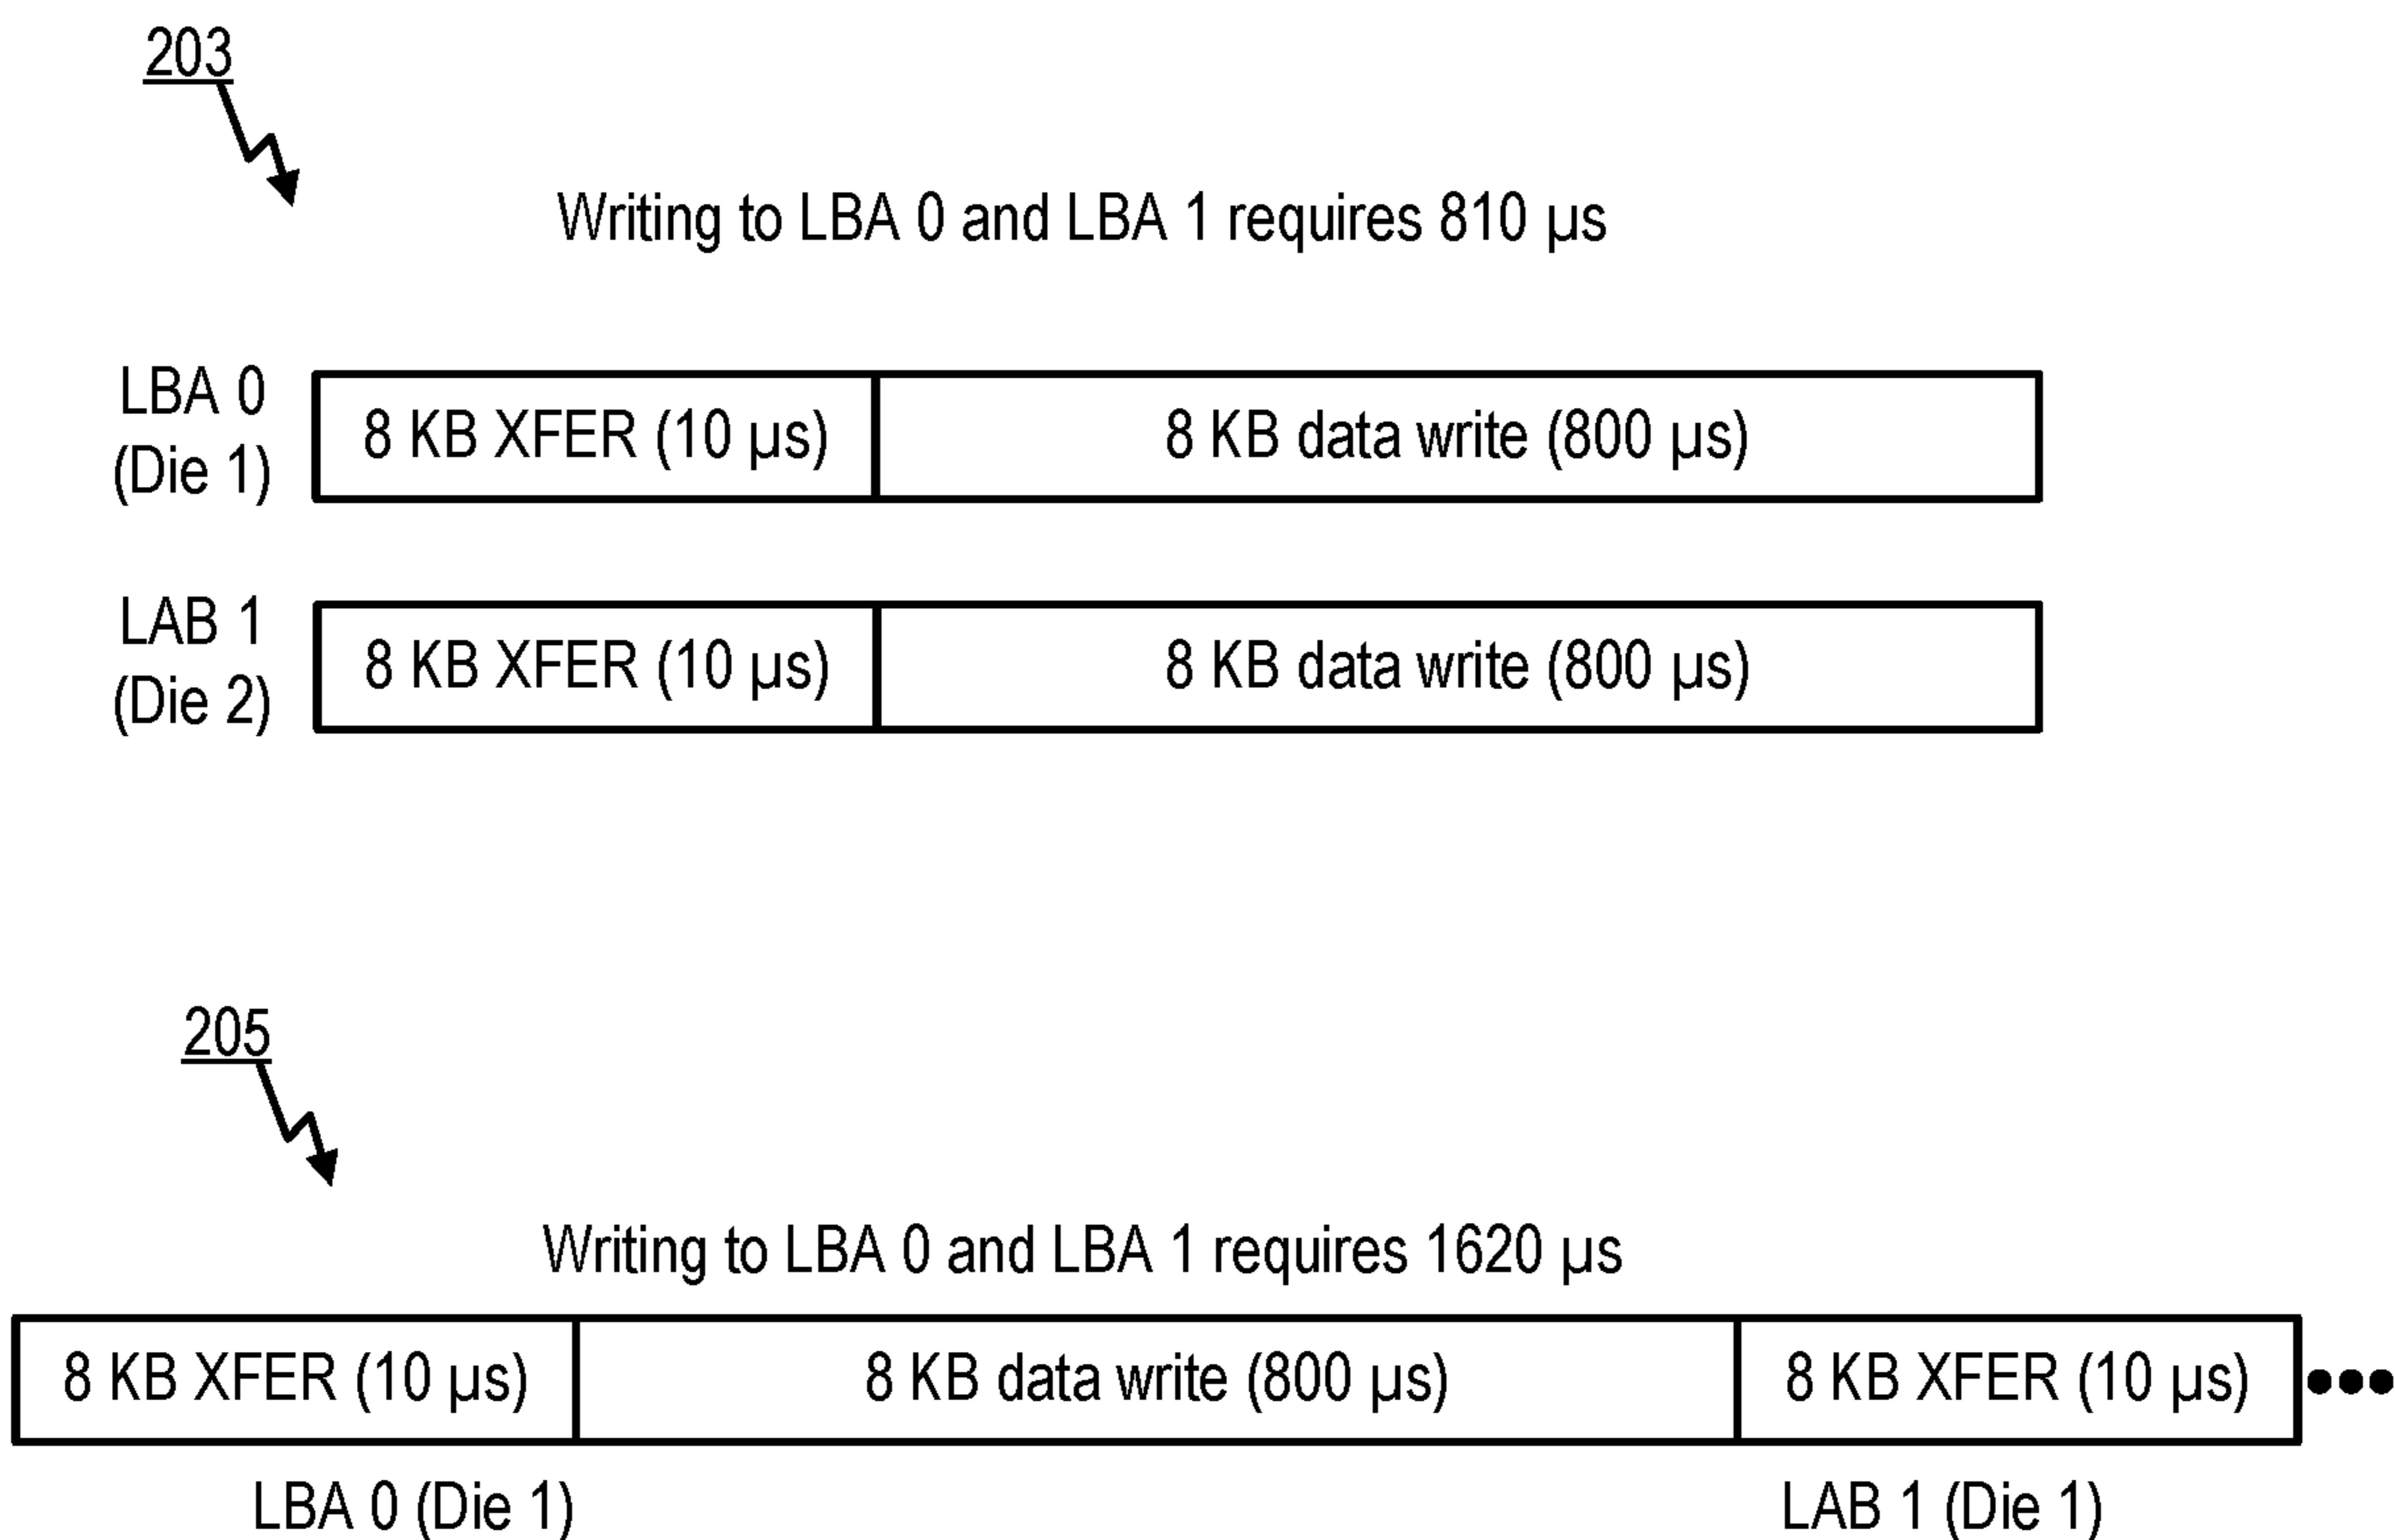 203
Writing to LBA 0 and LBA 1 requires 810 µs
LBA 0
(Die 1)
8 KB XFER (10 µs)
8 KB data write (800 µs)
LAB 1
(Die 2)
8 KB XFER (10 µs)
8 KB data write (800 µs)
205
Writing to LBA 0 and LBA 1 requires 1620 µs
8 KB XFER (10 µs)
8 KB data write (800 µs)
8 KB XFER (10 µs)
LBA 0 (Die 1)
LAB 1 (Die 1)